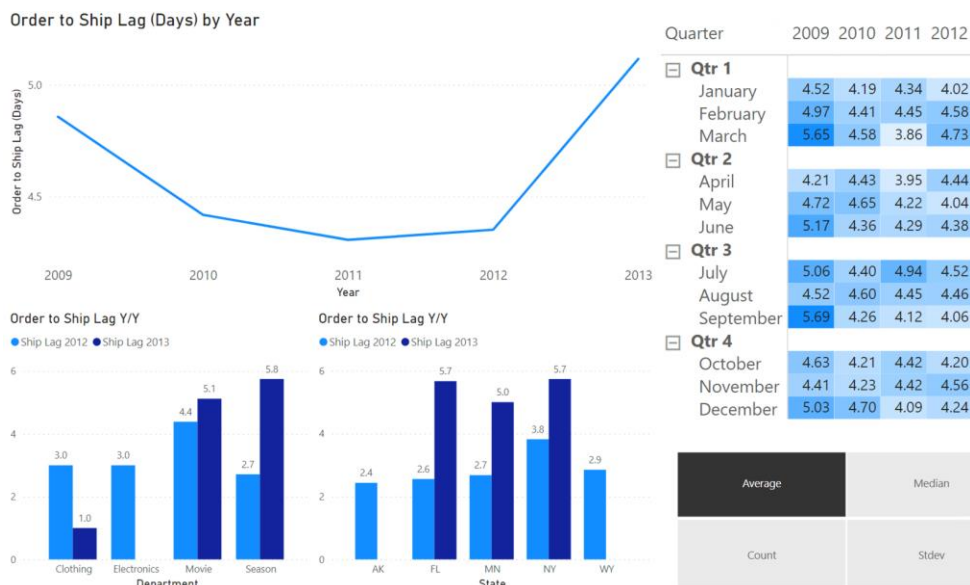 Order to Ship Lag (Days) by Year
Order to Ship Lag (Days)
5.0
4.5
2009 2010 2011 2012 2013
Year
Order to Ship Lag Y/Y
Ship Lag 2012 Ship Lag 2013
6
4
2
0
3.0 1.0 3.0 4.4 5.1 2.7 5.8
Clothing Electronics Movie Season
Department
Order to Ship Lag Y/Y
Ship Lag 2012 Ship Lag 2013
6
4
2
0
2.4 2.6 5.7 2.7 5.0 3.8 5.7 2.9
AK FL MN NY WY
State
Quarter 2009 2010 2011 2012
Qtr 1
January 4.52 4.19 4.34 4.02
February 4.97 4.41 4.45 4.58
March 5.65 4.58 3.86 4.73
Qtr 2
April 4.21 4.43 3.95 4.44
May 4.72 4.65 4.22 4.04
June 5.17 4.36 4.29 4.38
Qtr 3
July 5.06 4.40 4.94 4.52
August 4.52 4.60 4.45 4.46
September 5.69 4.26 4.12 4.06
Qtr 4
October 4.63 4.21 4.42 4.20
November 4.41 4.23 4.42 4.56
December 5.03 4.70 4.09 4.24
Average Median
Count Stdev